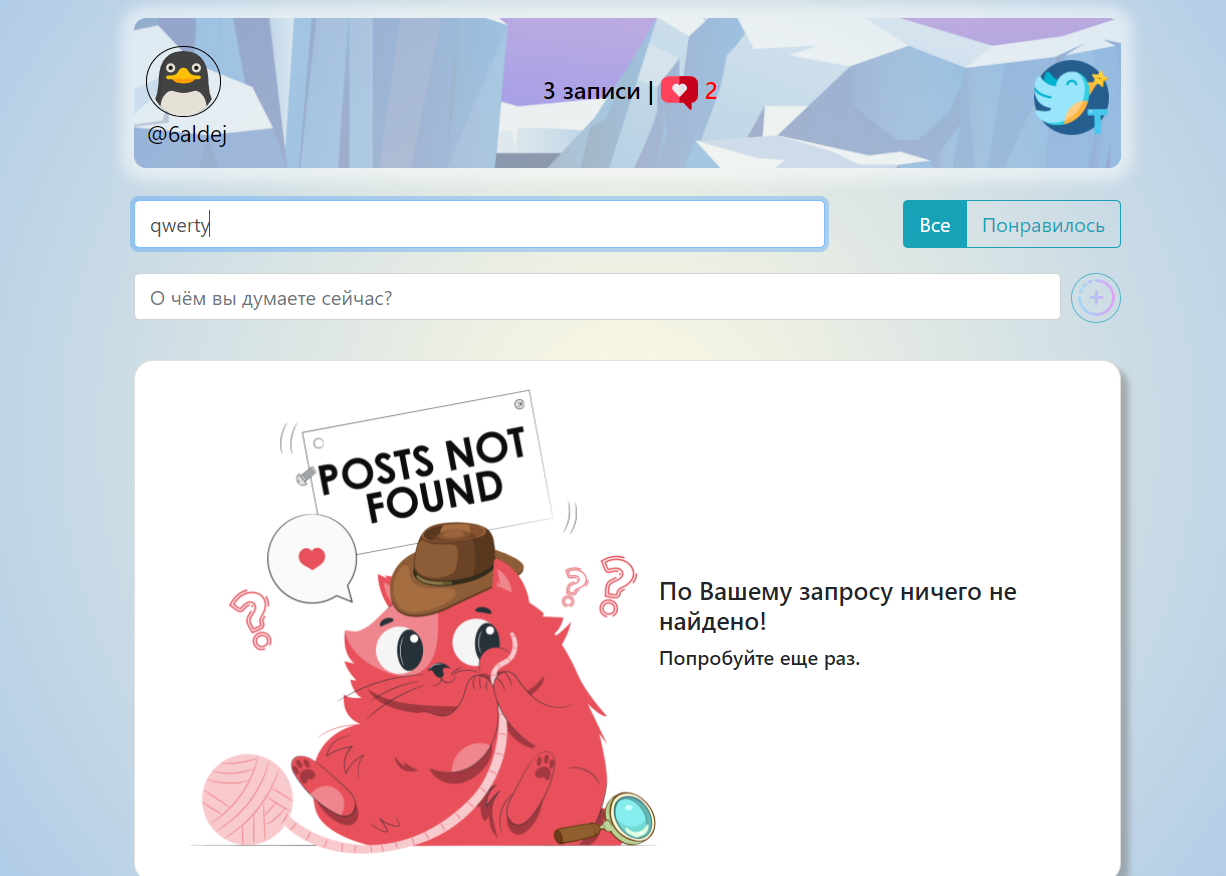 3 записи | 2
@6aldej
T
qwerty
Все
Понравилось
О чём вы думаете сейчас?
POSTS NOT
FOUND
По Вашему запросу ничего не
найдено!
Попробуйте еще раз.